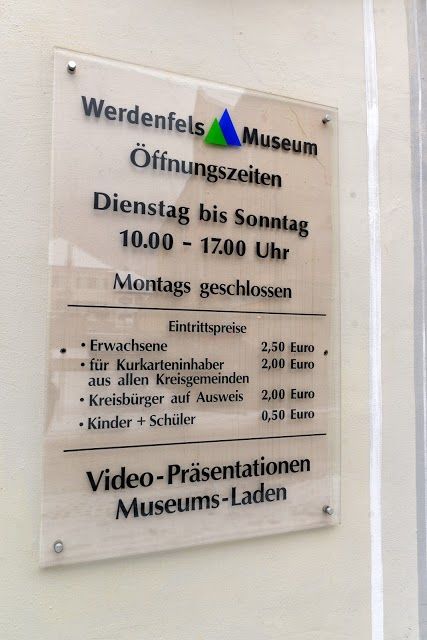 Werdenfels Museum
Öffnungszeiten
Dienstag bis Sonntag
10.00 - 17.00 Uhr
Montags geschlossen
Eintrittspreise
• Erwachsene 2,50 Euro
• für Kurkarteninhaber 2,00 Euro
aus allen Kreisgemeinden
• Kreisbürger auf Ausweis 2,00 Euro
• Kinder + Schüler 0,50 Euro
Video-Präsentationen
Museums-Laden